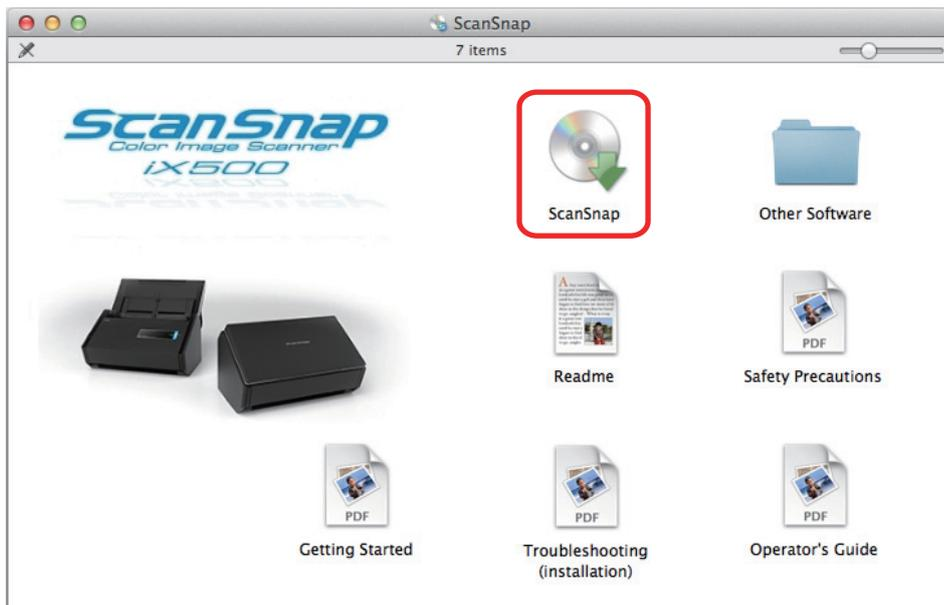 ScanSnap
7 items
ScanSnap
Color Image Scanner
iX500
ScanSnap
Other Software
Readme
PDF
Safety Precautions
PDF
Getting Started
PDF
Troubleshooting
(installation)
PDF
Operator's Guide